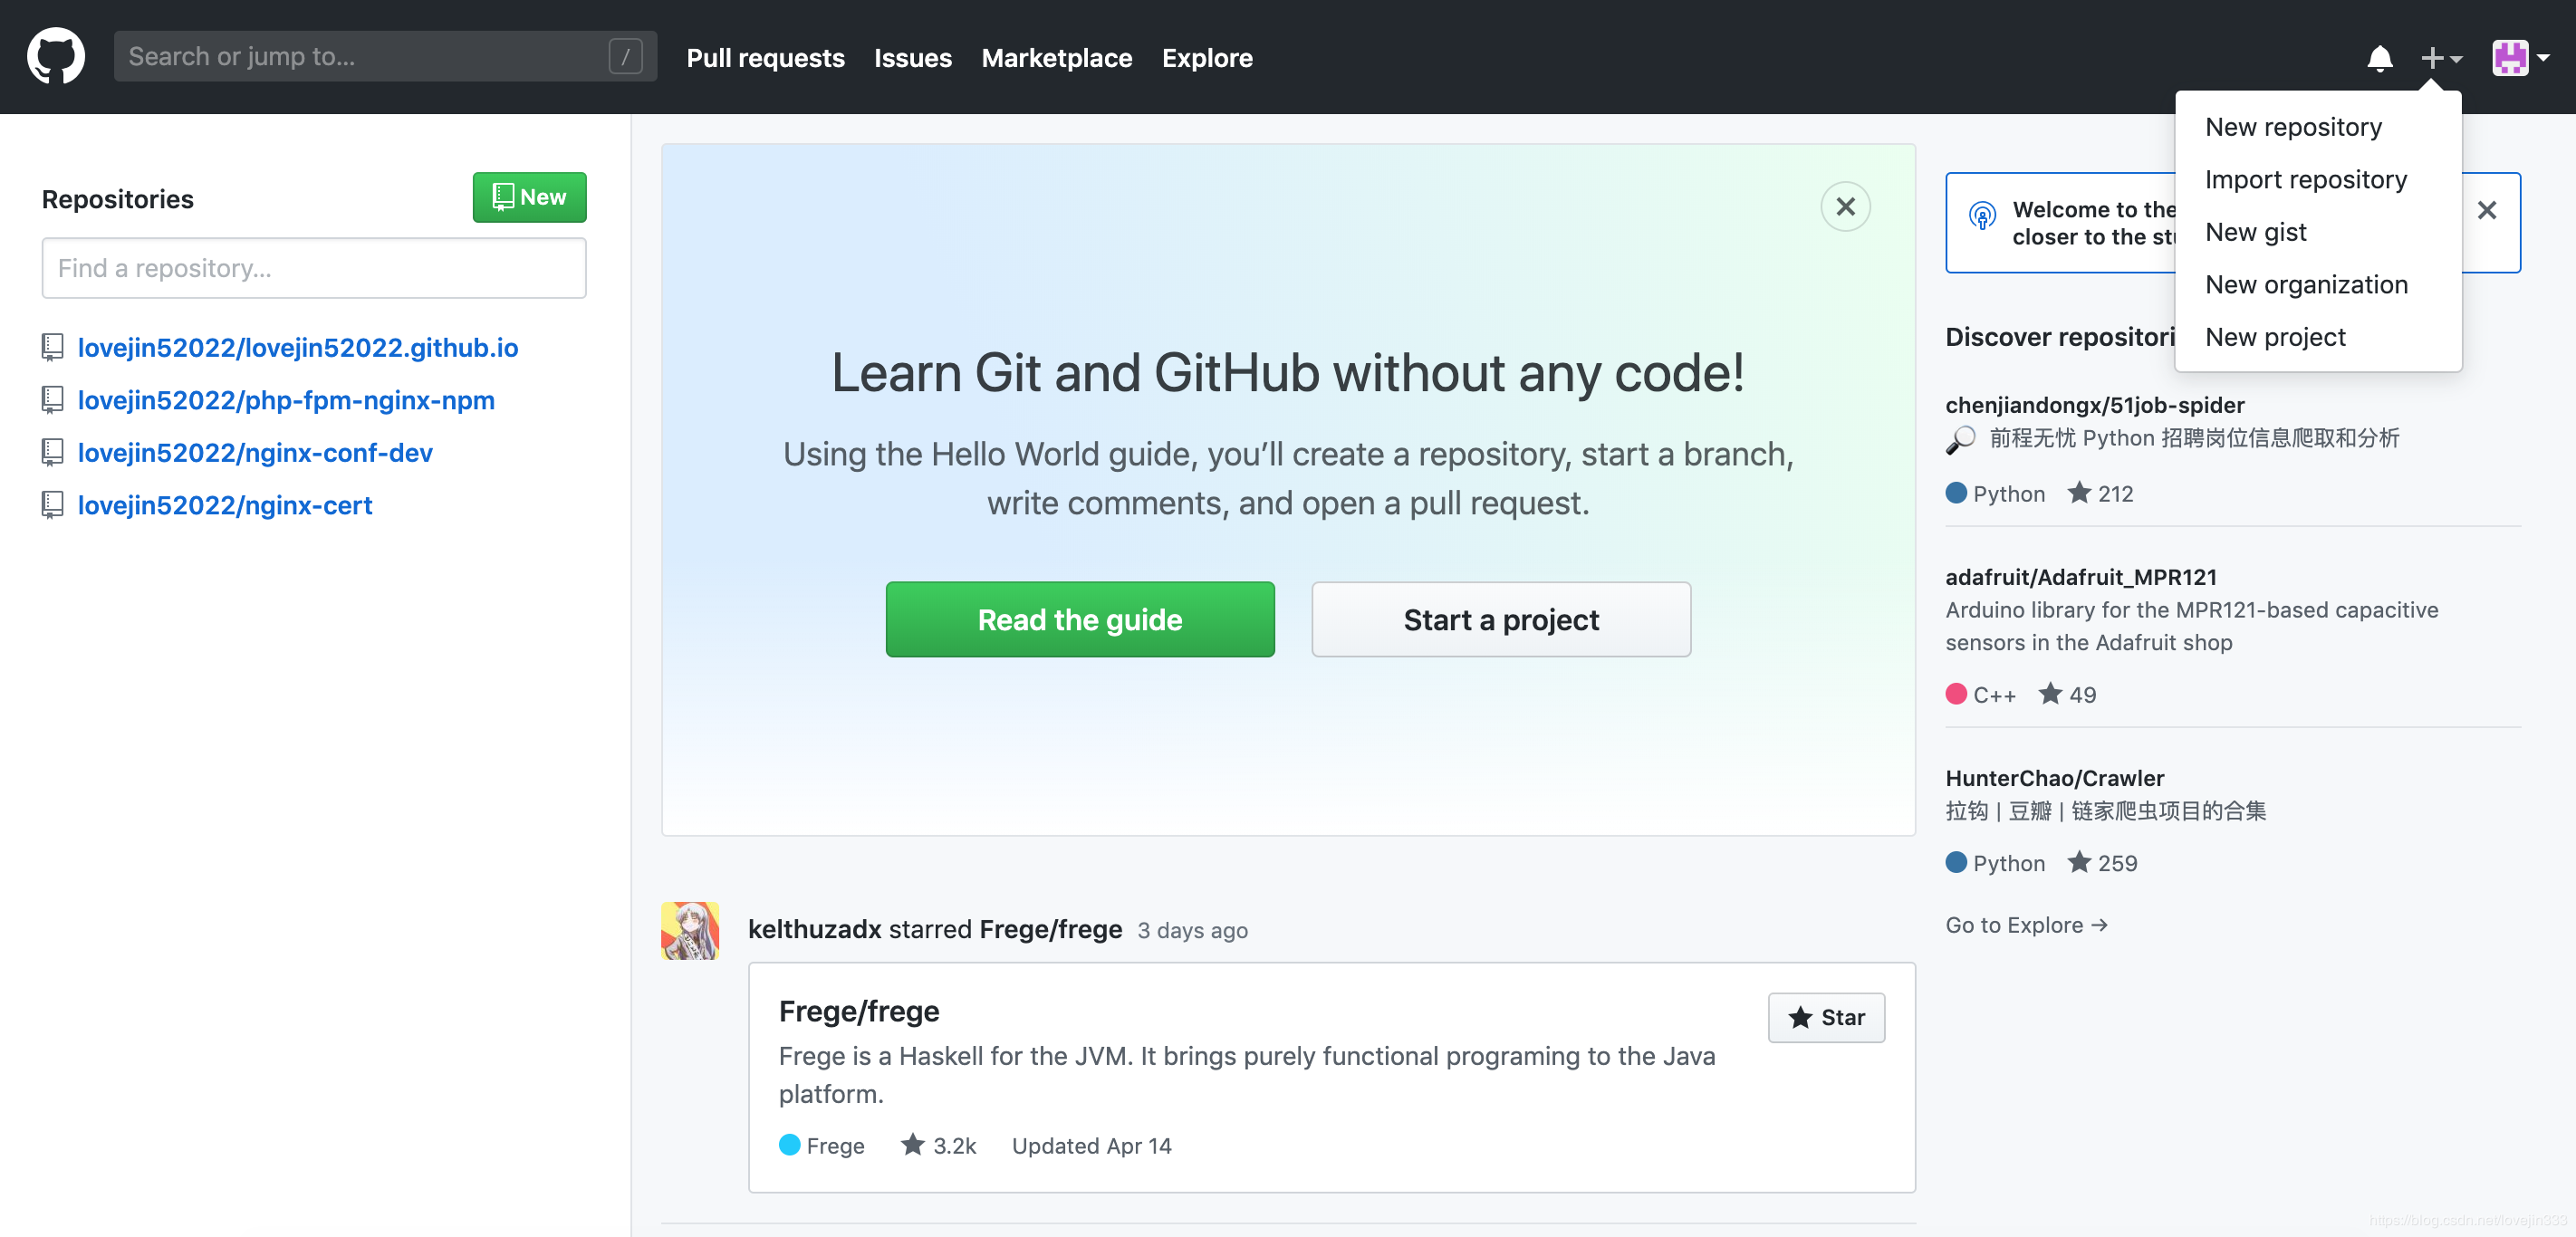 Search or jump to...
/
Pull requests
Issues
Marketplace
Explore
New repository
Import repository
New gist
New organization
New project
Repositories
New
Find a repository...
lovejin52022/lovejin52022.github.io
lovejin52022/php-fpm-nginx-npm
lovejin52022/nginx-conf-dev
lovejin52022/nginx-cert
Learn Git and GitHub without any code!
Using the Hello World guide, you’ll create a repository, start a branch,
write comments, and open a pull request.
Read the guide
Start a project
kelthuzadx starred Frege/frege 3 days ago
Frege/frege
Star
Frege is a Haskell for the JVM. It brings purely functional programing to the Java
platform.
Frege 3.2k Updated Apr 14
Welcome to the
closer to the
Discover
chenjiandongx/51job-spider
前程无忧 Python 招聘岗位信息爬取和分析
Python 212
adafruit/Adafruit_MPR121
Arduino library for the MPR121-based capacitive
sensors in the Adafruit shop
C++ 49
HunterChao/Crawler
拉钩 | 豆瓣 | 链家爬虫项目的合集
Python 259
Go to Explore →
https://blog.csdn.net/lovejin333